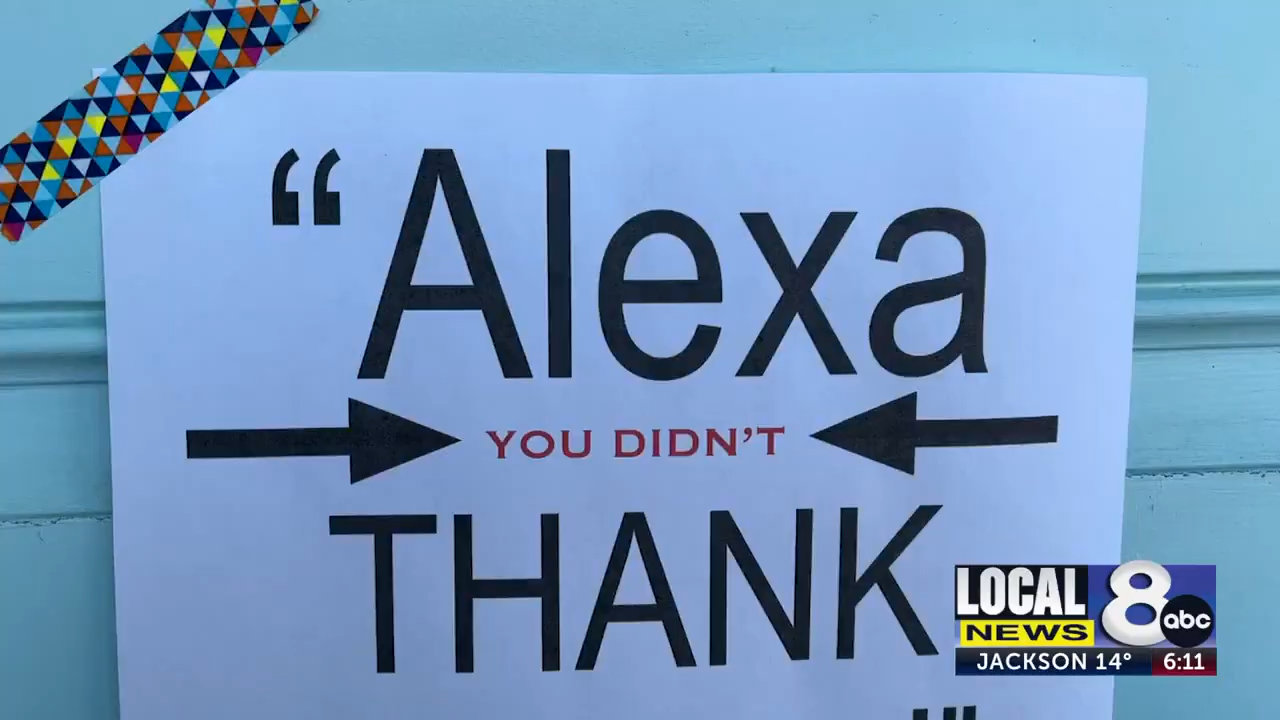 “Alexa
YOU DIDN’T
THANK
LOCAL
NEWS
8
abc
JACKSON 14°
6:11